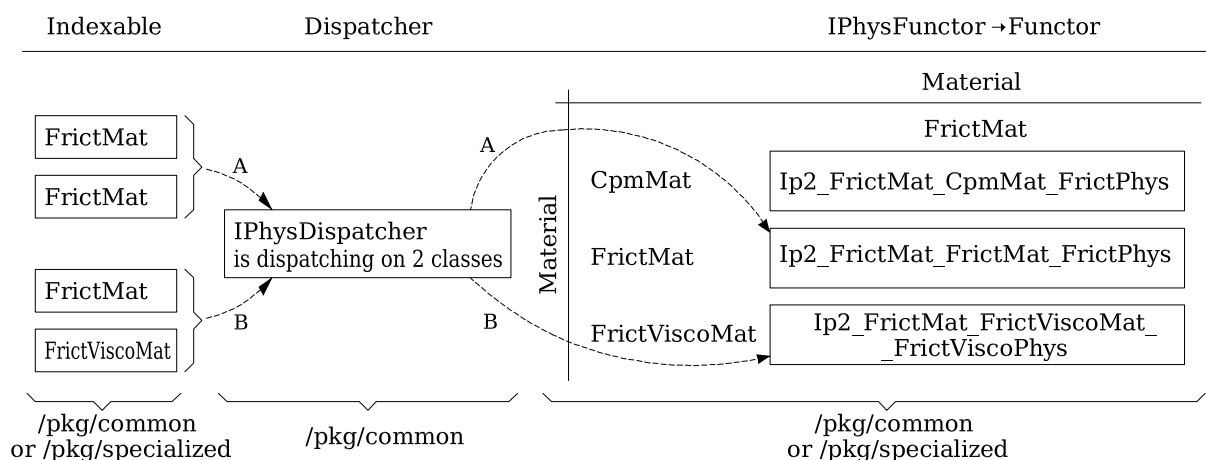 Indexable
Dispatcher
IPhysFunctor→Functor
Material
FrictMat
FrictMat
FrictMat
A
A
Material
CpmMat
Ip2_FrictMat_CpmMat_FrictPhys
IPhysDispatcher
is dispatching on 2 classes
FrictMat
Ip2_FrictMat_FrictMat_FrictPhys
FrictMat
FrictViscoMat
B
B
FrictViscoMat
Ip2_FrictMat_FrictViscoMat_
_FrictViscoPhys
/pkg/common
or /pkg/specialized
/pkg/common
/pkg/common
or /pkg/specialized